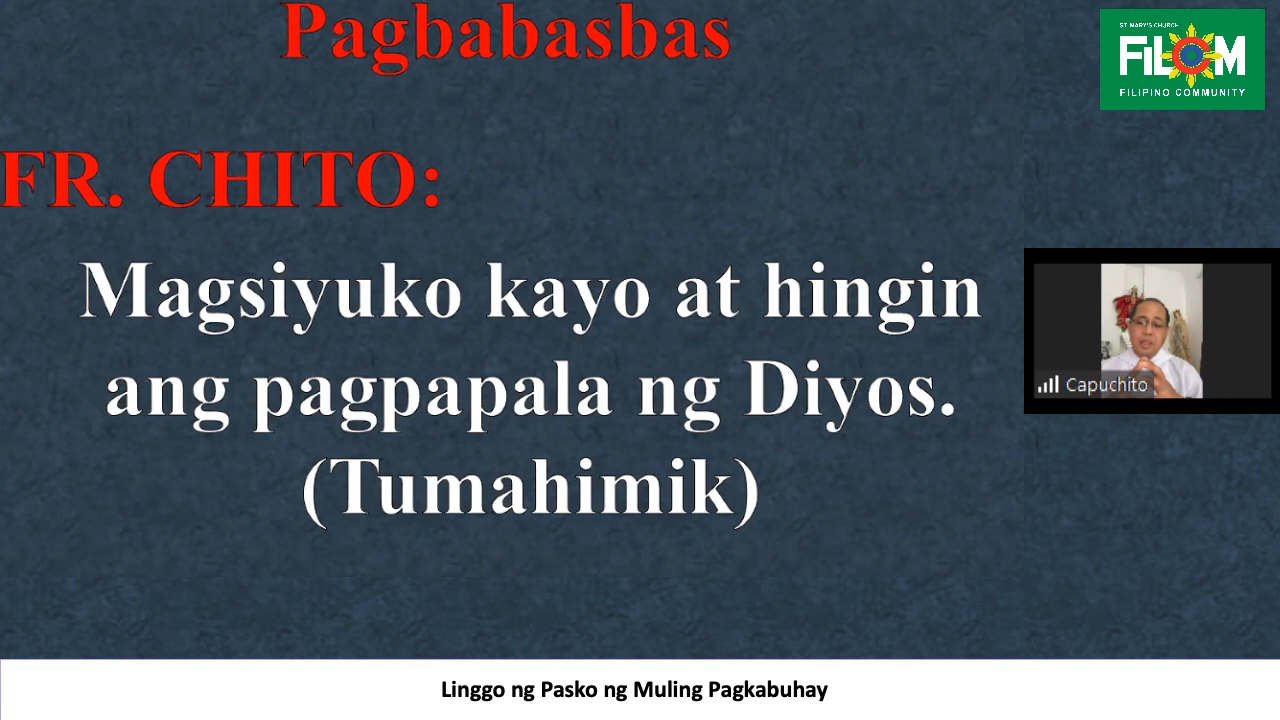 Pagbabasbas
ST MARY'S CHURCH
FILCOM
FILIPINO COMMUNITY
FR. CHITO:
Magsiyuko kayo at hingin
ang pagpapala ng Diyos.
(Tumahimik)
Capuchito
Linggo ng Pasko ng Muling Pagkabuhay